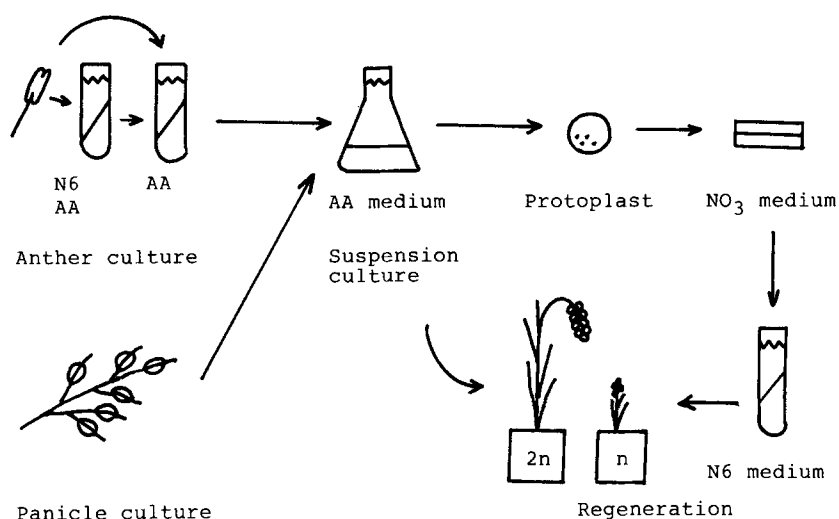 N6
AA
AA
Anther culture
AA medium
Suspension
culture
Protoplast
NO3 medium
2n
n
N6 medium
Regeneration
Panicle culture